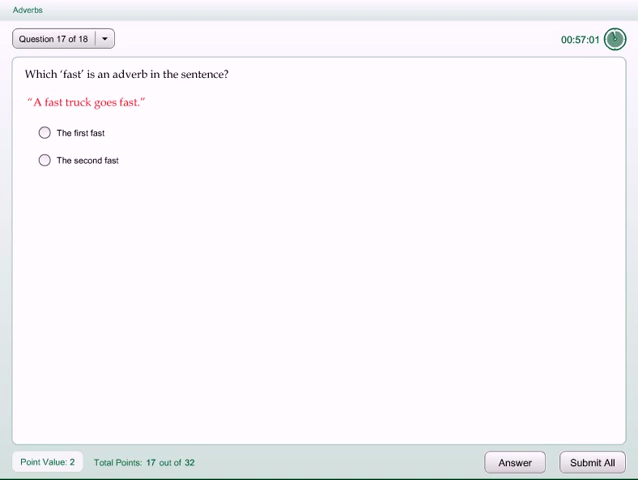 Adverbs
Question 17 of 18
00:57:01
Which ‘fast’ is an adverb in the sentence?
“A fast truck goes fast.”
The first fast
The second fast
Point Value: 2 Total Points: 17 out of 32 Answer Submit All